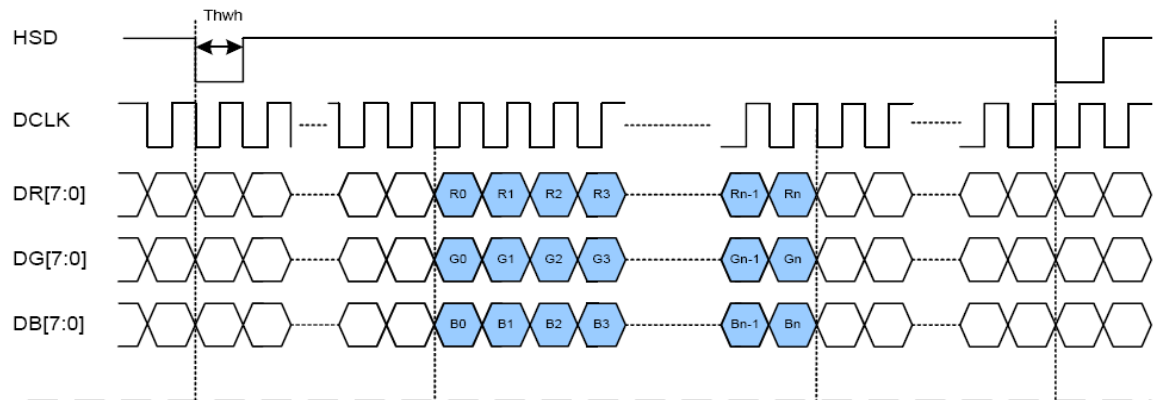 Thwh
HSD
DCLK
DR[7:0] R0 R1 R2 R3 Rn-1 Rn
DG[7:0] G0 G1 G2 G3 Gn-1 Gn
DB[7:0] B0 B1 B2 B3 Bn-1 Bn